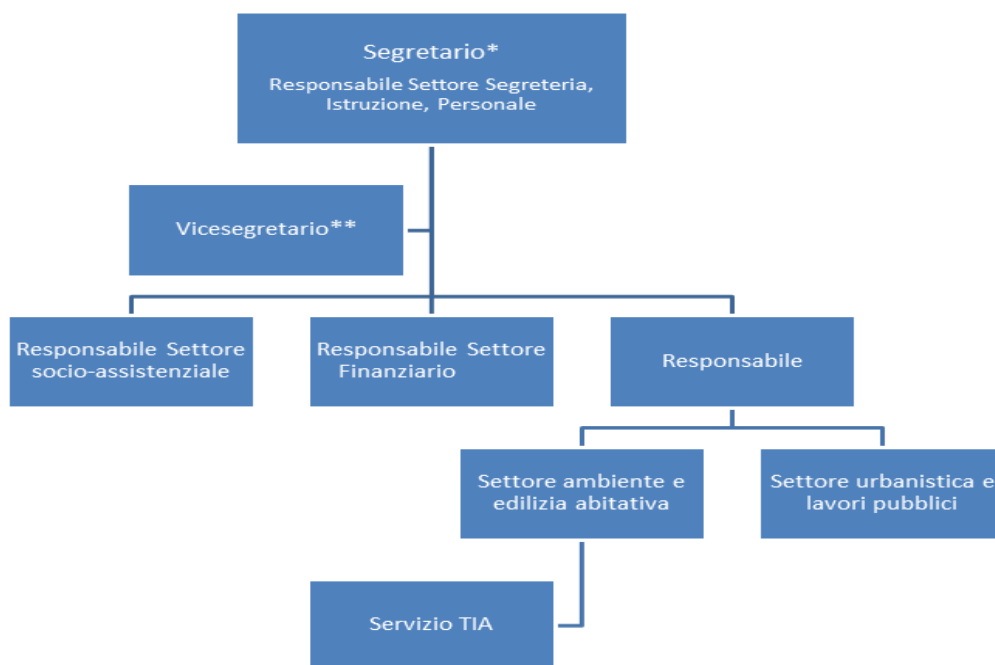 Segretario*
Responsabile Settore Segreteria,
Istruzione, Personale
Vicesegretario**
Responsabile Settore
socio-assistenziale
Responsabile Settore
Finanziario
Responsabile
Settore ambiente e
edilizia abitativa
Settore urbanistica e
lavori pubblici
Servizio TIA